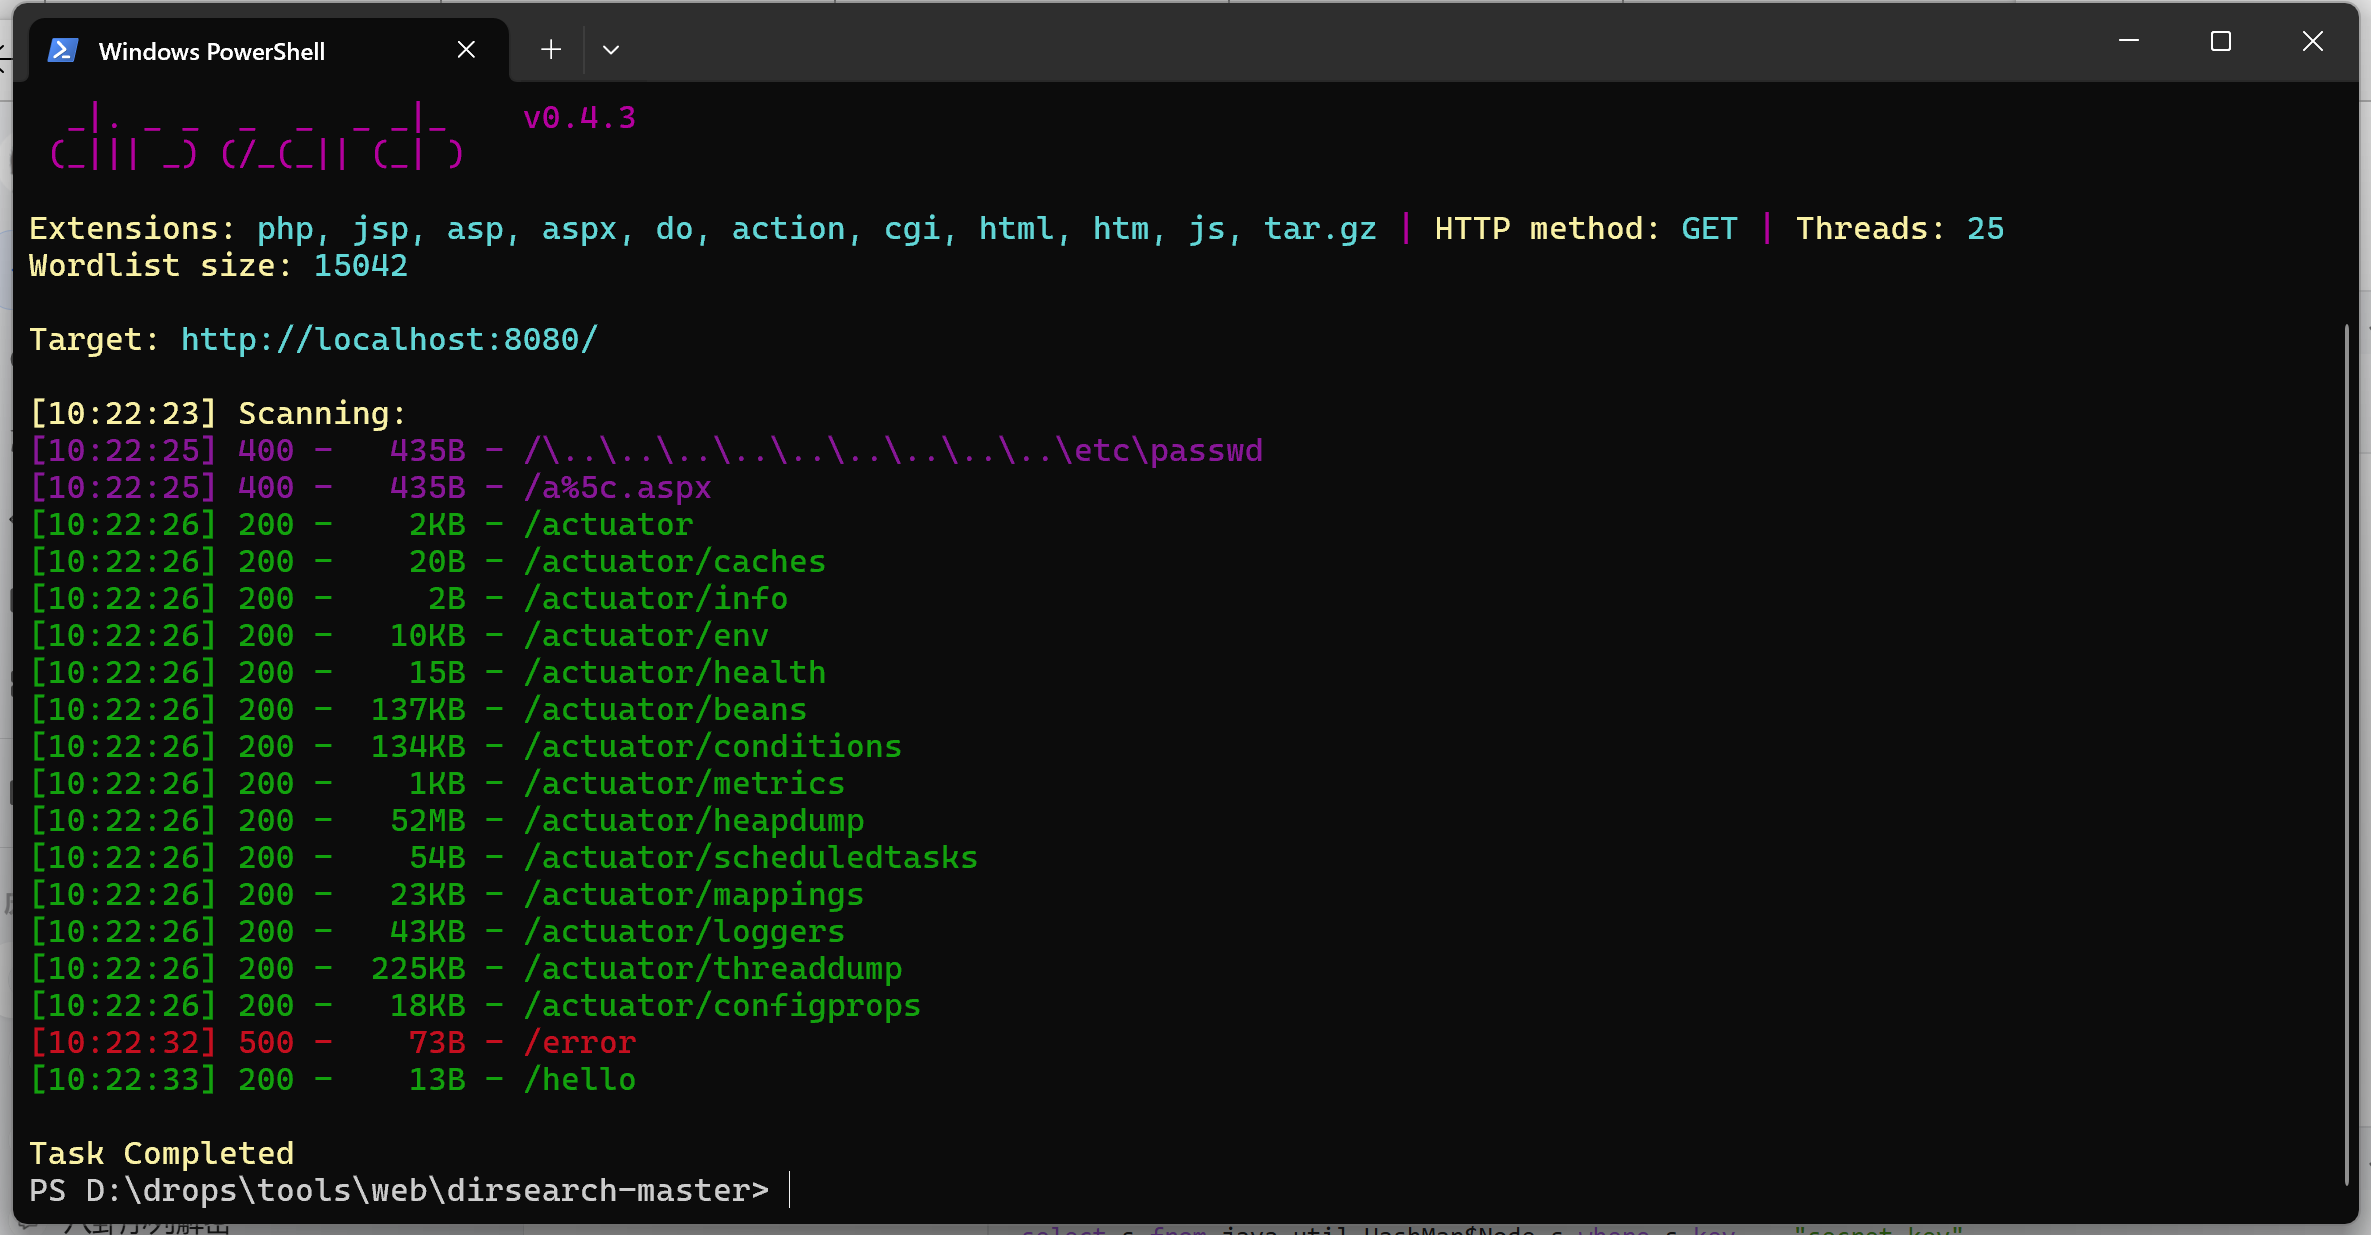 Windows PowerShell
 _|. _ _  _  _  _ _|_    v0.4.3
(_||| _) (/_(_|| (_| )
Extensions: php, jsp, asp, aspx, do, action, cgi, html, htm, js, tar.gz | HTTP method: GET | Threads: 25
Wordlist size: 15042
Target: http://localhost:8080/
[10:22:23] Scanning:
[10:22:25] 400 -   435B - /\..\..\..\..\..\..\..\..\..\etc\passwd
[10:22:25] 400 -   435B - /a%5c.aspx
[10:22:26] 200 -    2KB - /actuator
[10:22:26] 200 -    20B - /actuator/caches
[10:22:26] 200 -     2B - /actuator/info
[10:22:26] 200 -   10KB - /actuator/env
[10:22:26] 200 -    15B - /actuator/health
[10:22:26] 200 -  137KB - /actuator/beans
[10:22:26] 200 -  134KB - /actuator/conditions
[10:22:26] 200 -    1KB - /actuator/metrics
[10:22:26] 200 -   52MB - /actuator/heapdump
[10:22:26] 200 -    54B - /actuator/scheduledtasks
[10:22:26] 200 -   23KB - /actuator/mappings
[10:22:26] 200 -   43KB - /actuator/loggers
[10:22:26] 200 -  225KB - /actuator/threaddump
[10:22:26] 200 -   18KB - /actuator/configprops
[10:22:32] 500 -    73B - /error
[10:22:33] 200 -    13B - /hello
Task Completed
PS D:\drops\tools\web\dirsearch-master>